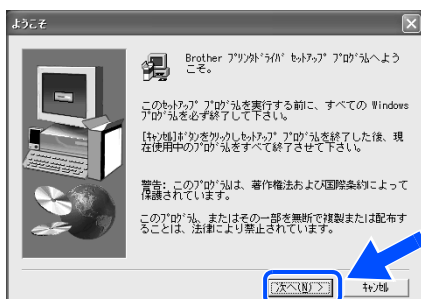 ようこそ
Brother ﾌﾟﾘﾝﾀﾄﾞﾗｲﾊﾞ ｾｯﾄｱｯﾌﾟ ﾌﾟﾛｸﾞﾗﾑへよう
こそ。
このｾｯﾄｱｯﾌﾟ ﾌﾟﾛｸﾞﾗﾑを実行する前に、すべての Windows
ﾌﾟﾛｸﾞﾗﾑを必ず終了して下さい。
[ｷｬﾝｾﾙ]ﾎﾞﾀﾝをｸﾘｯｸしｾｯﾄｱｯﾌﾟ ﾌﾟﾛｸﾞﾗﾑを終了した後、現
在使用中のﾌﾟﾛｸﾞﾗﾑをすべて終了させて下さい。
警告: このﾌﾟﾛｸﾞﾗﾑは、著作権法および国際条約によって
保護されています。
このﾌﾟﾛｸﾞﾗﾑ、またはその一部を無断で複製または配布す
ることは、法律により禁止されています。
次へ(N) >
ｷｬﾝｾﾙ